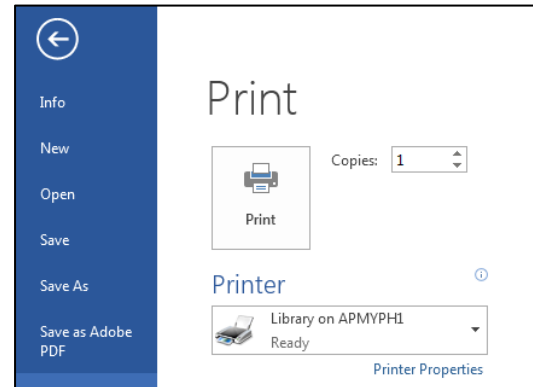 Info
New
Open
Save
Save As
Save as Adobe
PDF
Print
Copies: 1
Print
Printer
Library on APMYPH1
Ready
Printer Properties